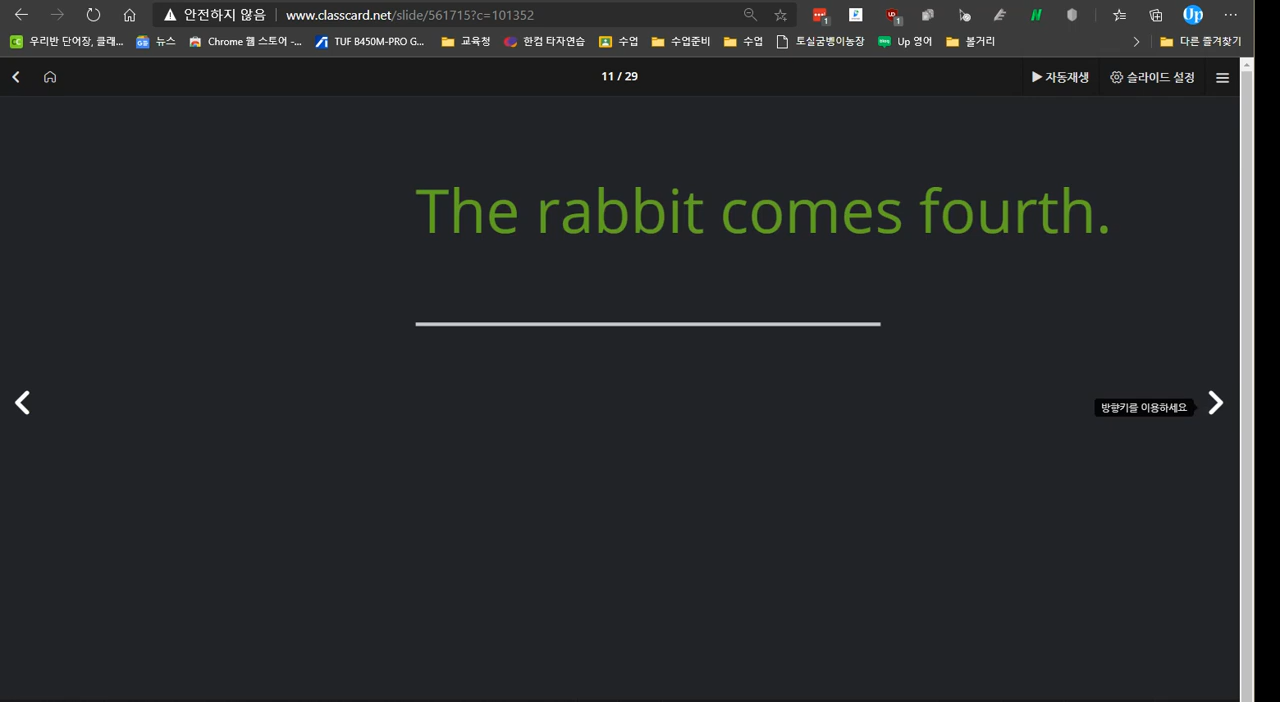 안전하지 않음 www.classcard.net/slide/561715?c=101352
우리반 단어장, 클래... 뉴스 Chrome 웹 스토어 -... TUF B450M-PRO G... 교육청 한컴 타자연습 수업 수업준비 수업 토실굼벵이농장 Up 영어 볼거리 다른 즐겨찾기
11 / 29 자동재생 슬라이드 설정
The rabbit comes fourth.
방향키를 이용하세요